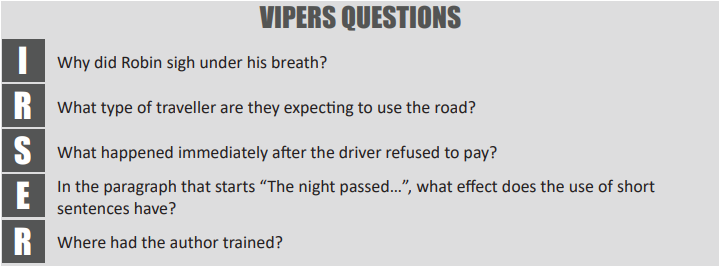 VIPERS QUESTIONS
I Why did Robin sigh under his breath?
R What type of traveller are they expecting to use the road?
S What happened immediately after the driver refused to pay?
E In the paragraph that starts “The night passed…”, what effect does the use of short
sentences have?
R Where had the author trained?